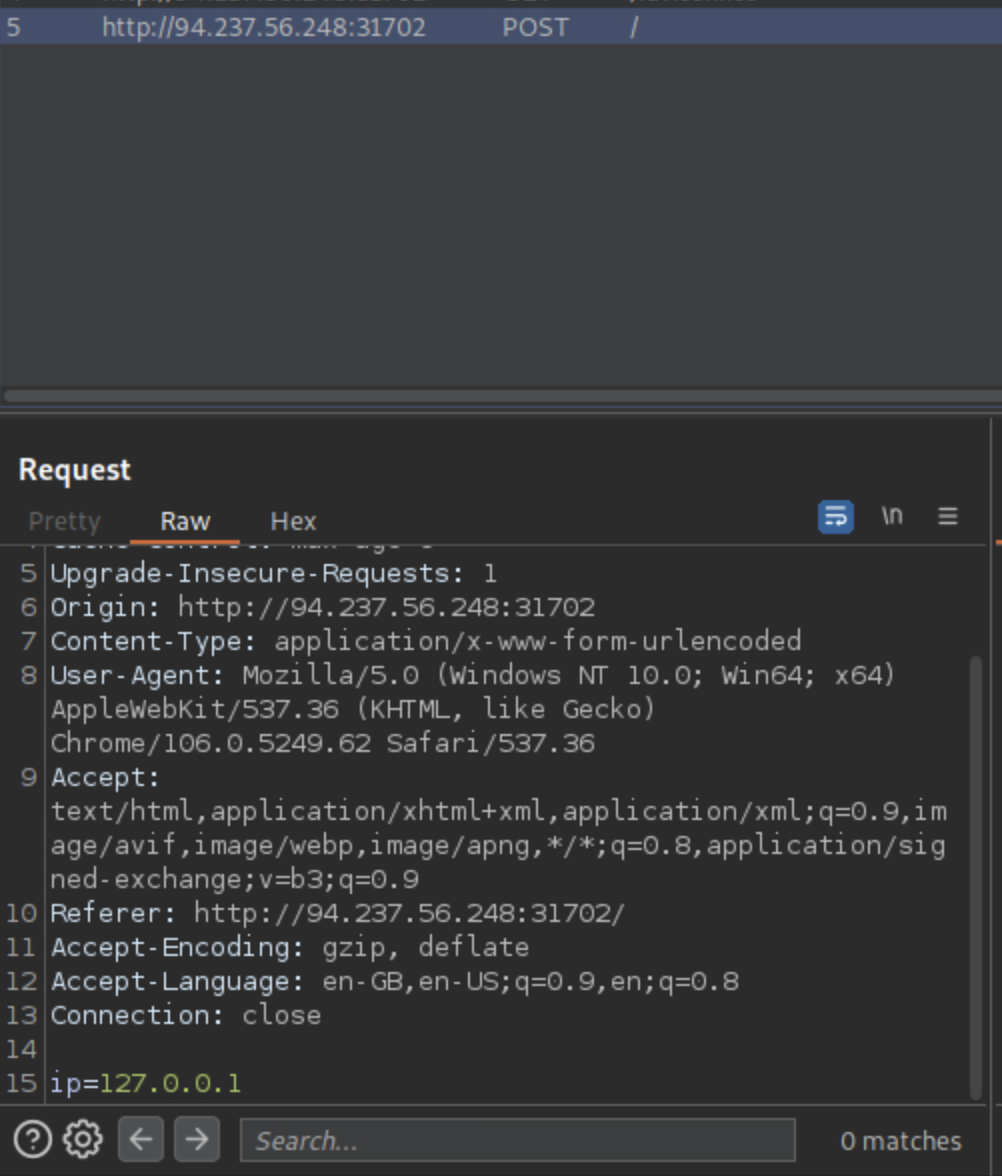 5 http://94.237.56.248:31702 POST /
Request
Pretty Raw Hex
\n
5 Upgrade-Insecure-Requests: 1
6 Origin: http://94.237.56.248:31702
7 Content-Type: application/x-www-form-urlencoded
8 User-Agent: Mozilla/5.0 (Windows NT 10.0; Win64; x64)
AppleWebKit/537.36 (KHTML, like Gecko)
Chrome/106.0.5249.62 Safari/537.36
9 Accept:
text/html,application/xhtml+xml,application/xml;q=0.9,im
age/avif,image/webp,image/apng,*/*;q=0.8,application/sig
ned-exchange;v=b3;q=0.9
10 Referer: http://94.237.56.248:31702/
11 Accept-Encoding: gzip, deflate
12 Accept-Language: en-GB,en-US;q=0.9,en;q=0.8
13 Connection: close
14
15 ip=127.0.0.1
Search...
0 matches